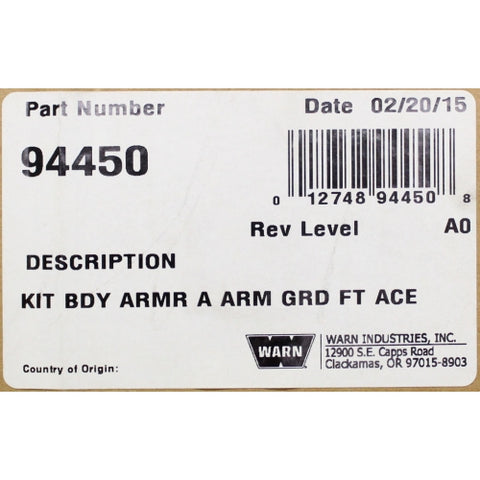 Part Number
Date 02/20/15
94450
0 12748 94450 8
Rev Level A0
DESCRIPTION
KIT BDY ARMR A ARM GRD FT ACE
WARN
WARN INDUSTRIES, INC.
12900 S.E. Capps Road
Clackamas, OR 97015-8903
Country of Origin: